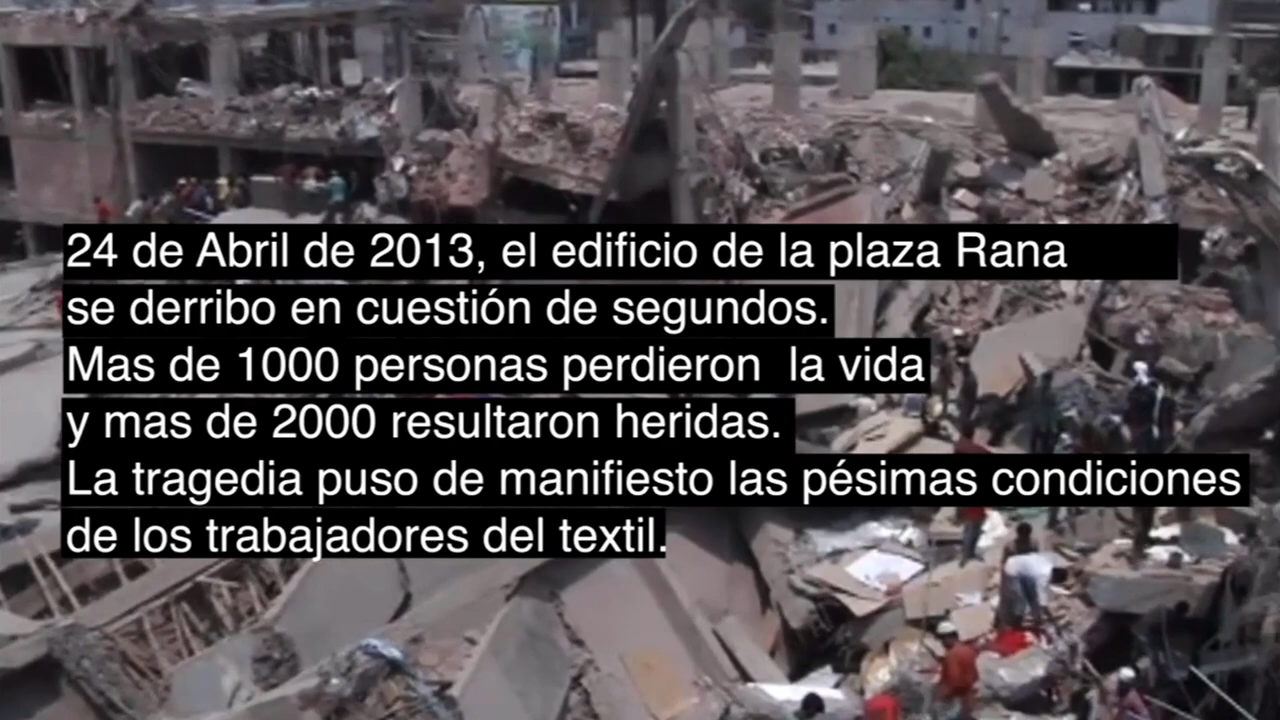 24 de Abril de 2013, el edificio de la plaza Rana
se derribo en cuestión de segundos.
Mas de 1000 personas perdieron  la vida
y mas de 2000 resultaron heridas.
La tragedia puso de manifiesto las pésimas condiciones
de los trabajadores del textil.